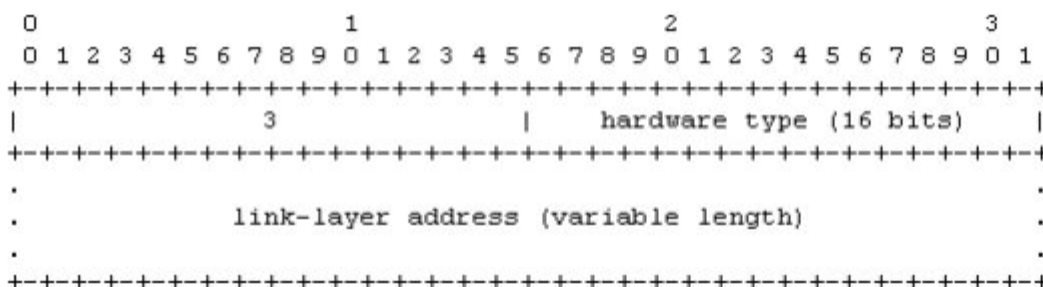 0                   1                   2                   3
0 1 2 3 4 5 6 7 8 9 0 1 2 3 4 5 6 7 8 9 0 1 2 3 4 5 6 7 8 9 0 1
+-+-+-+-+-+-+-+-+-+-+-+-+-+-+-+-+-+-+-+-+-+-+-+-+-+-+-+-+-+-+-+-+
|               3               |    hardware type (16 bits)    |
+-+-+-+-+-+-+-+-+-+-+-+-+-+-+-+-+-+-+-+-+-+-+-+-+-+-+-+-+-+-+-+-+
.
.             link-layer address (variable length)              .
.                                                               .
+-+-+-+-+-+-+-+-+-+-+-+-+-+-+-+-+-+-+-+-+-+-+-+-+-+-+-+-+-+-+-+-+